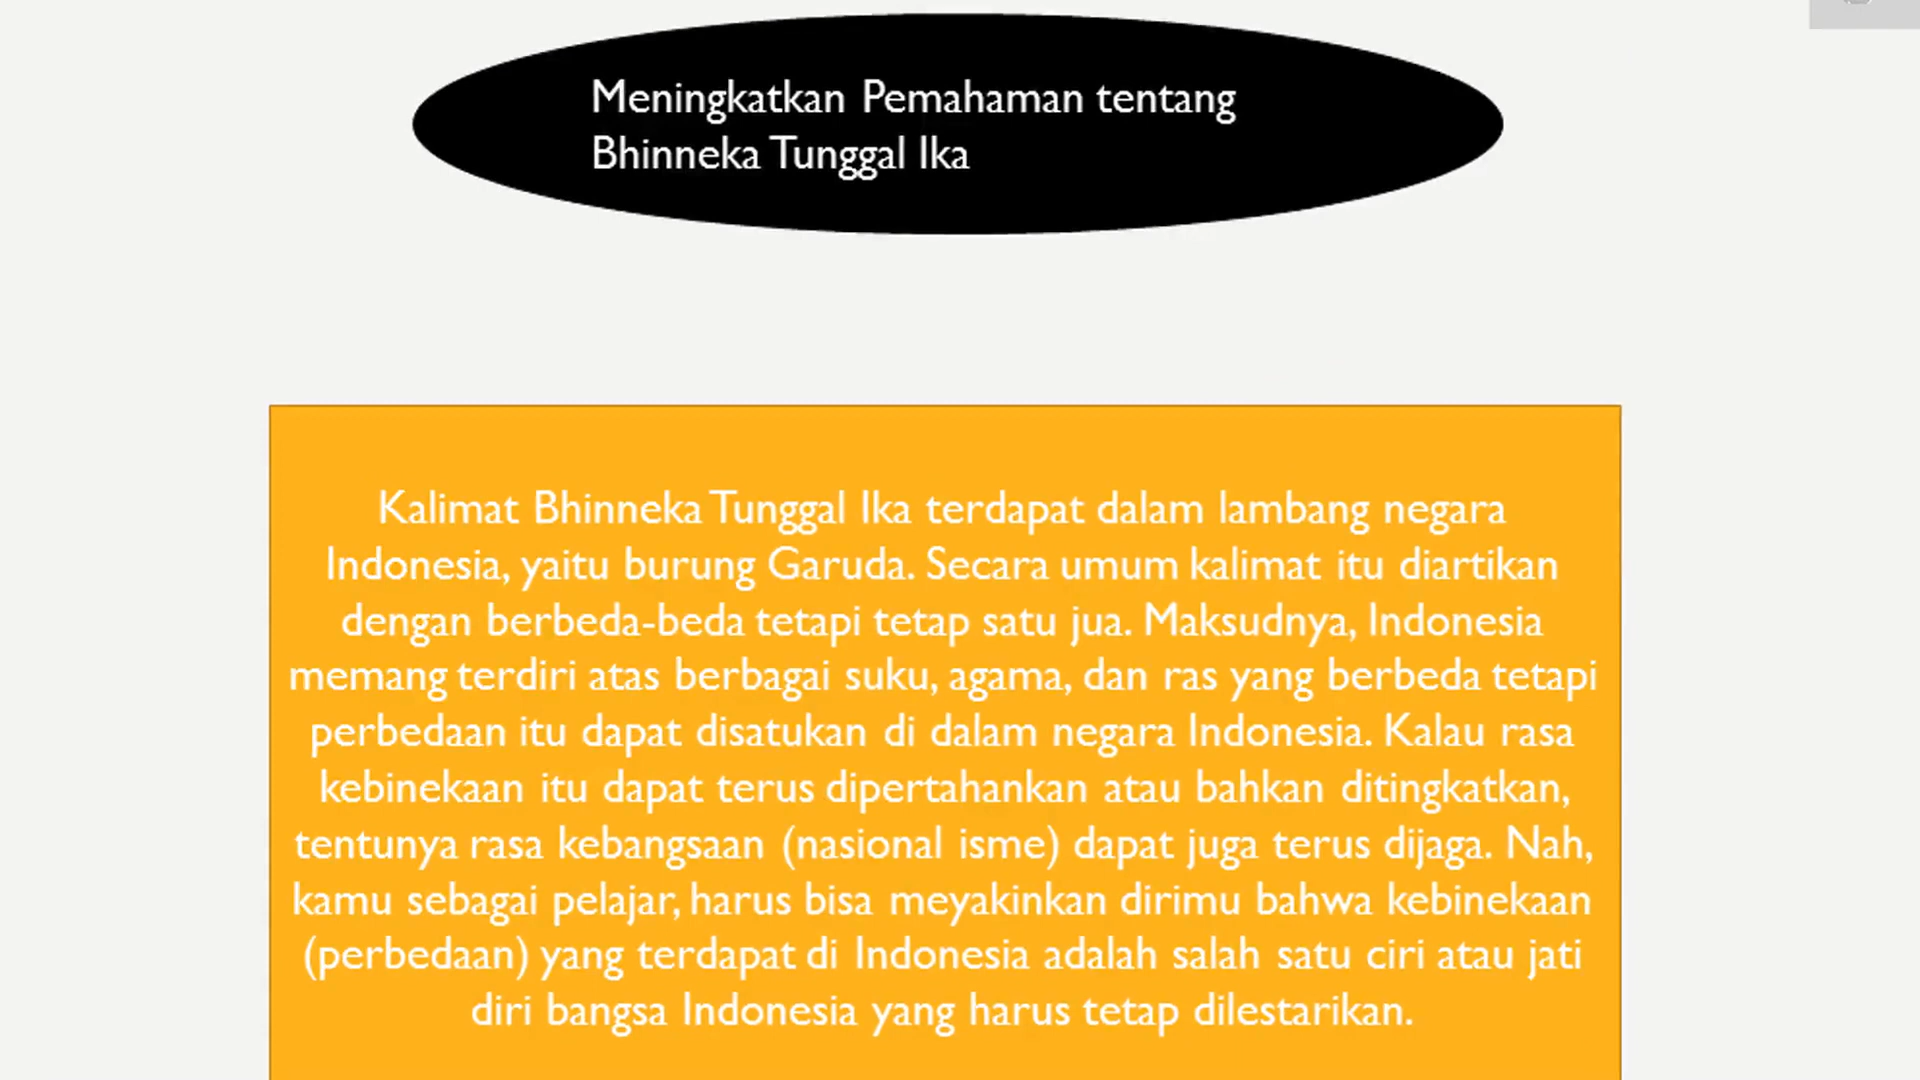 Meningkatkan Pemahaman tentang
Bhinneka Tunggal Ika
Kalimat Bhinneka Tunggal Ika terdapat dalam lambang negara
Indonesia, yaitu burung Garuda. Secara umum kalimat itu diartikan
dengan berbeda-beda tetapi tetap satu jua. Maksudnya, Indonesia
memang terdiri atas berbagai suku, agama, dan ras yang berbeda tetapi
perbedaan itu dapat disatukan di dalam negara Indonesia. Kalau rasa
kebinekaan itu dapat terus dipertahankan atau bahkan ditingkatkan,
tentunya rasa kebangsaan (nasional isme) dapat juga terus dijaga. Nah,
kamu sebagai pelajar, harus bisa meyakinkan dirimu bahwa kebinekaan
(perbedaan) yang terdapat di Indonesia adalah salah satu ciri atau jati
diri bangsa Indonesia yang harus tetap dilestarikan.